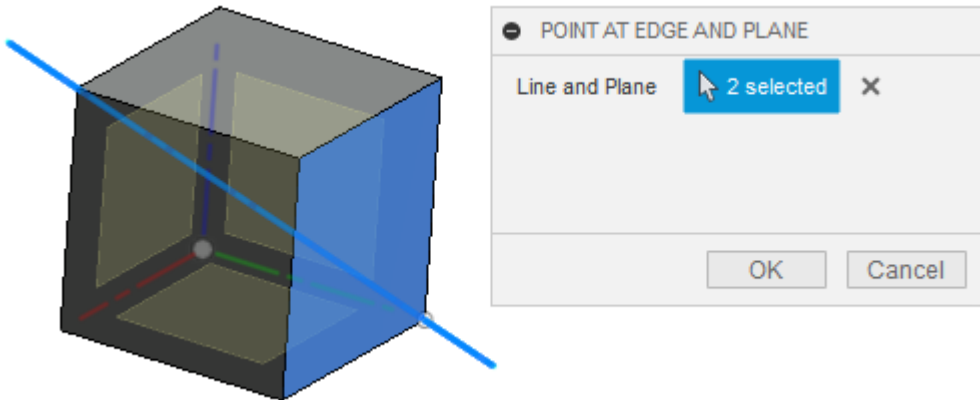 POINT AT EDGE AND PLANE
Line and Plane 2 selected
OK Cancel